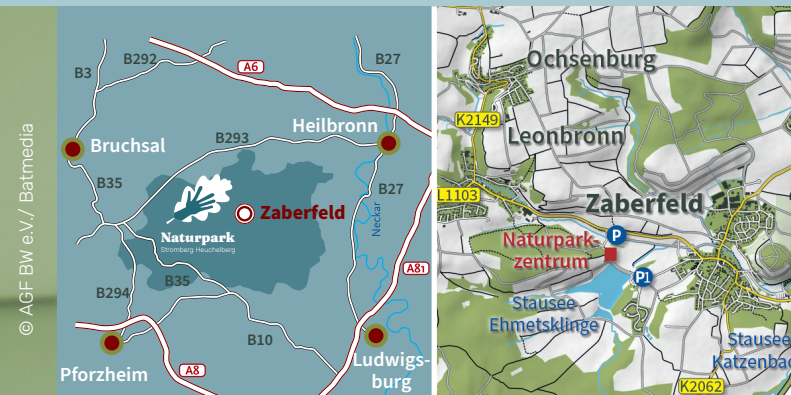 © AGF BW e.V./ Batmedia
B3
B292
A6
B27
Bruchsal
B293
Heilbronn
B35
B27
Neckar
Zaberfeld
Naturpark
Stromberg Heuchelberg
A81
B35
B294
B10
Pforzheim
A8
Ludwigs-
burg
Ochsenburg
K2149
Leonbronn
L1103
Zaberfeld
P
Naturpark-
zentrum
P1
Stausee
Ehmetsklinge
Stausee
Katzenba
K2062